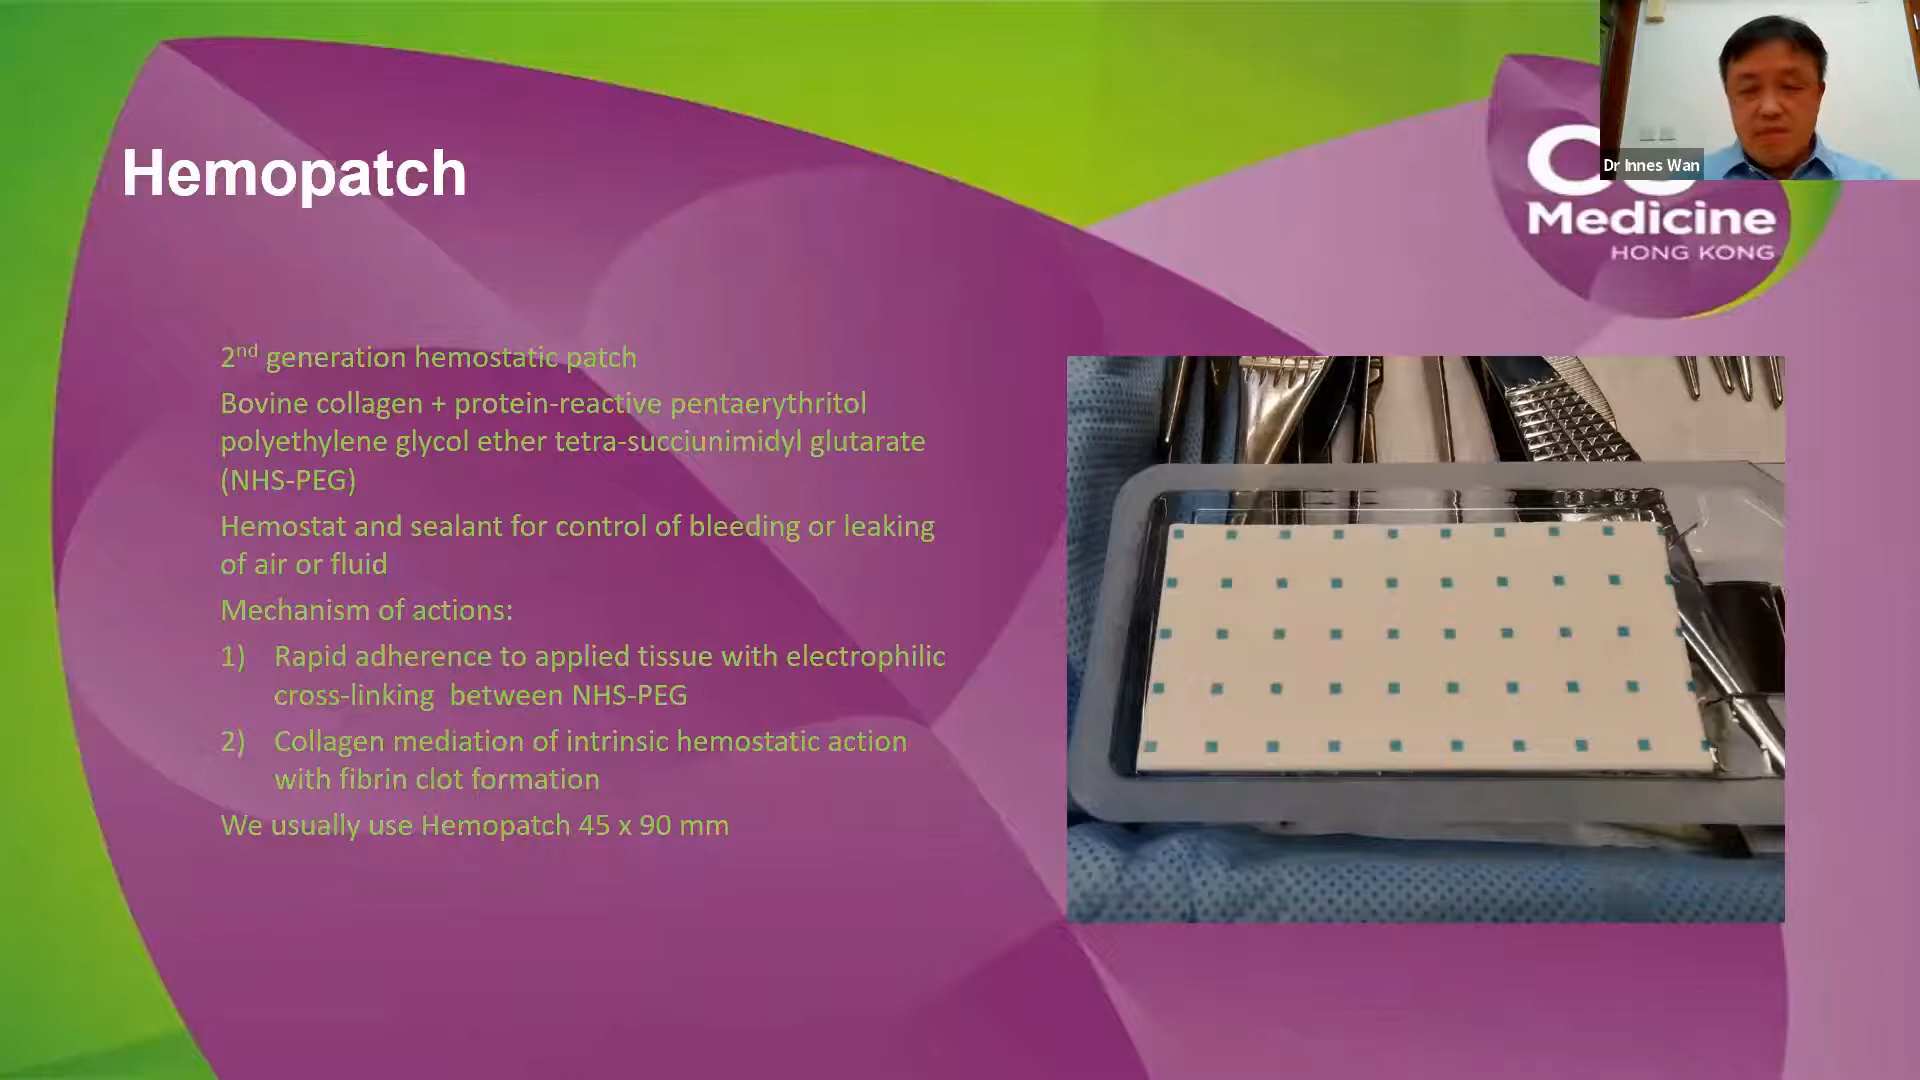 Dr Innes Wan
Medicine
HONG KONG
Hemopatch
2nd generation hemostatic patch
Bovine collagen + protein-reactive pentaerythritol
polyethylene glycol ether tetra-succiunimidyl glutarate
(NHS-PEG)
Hemostat and sealant for control of bleeding or leaking
of air or fluid
Mechanism of actions:
1) Rapid adherence to applied tissue with electrophilic
cross-linking between NHS-PEG
2) Collagen mediation of intrinsic hemostatic action
with fibrin clot formation
We usually use Hemopatch 45 x 90 mm